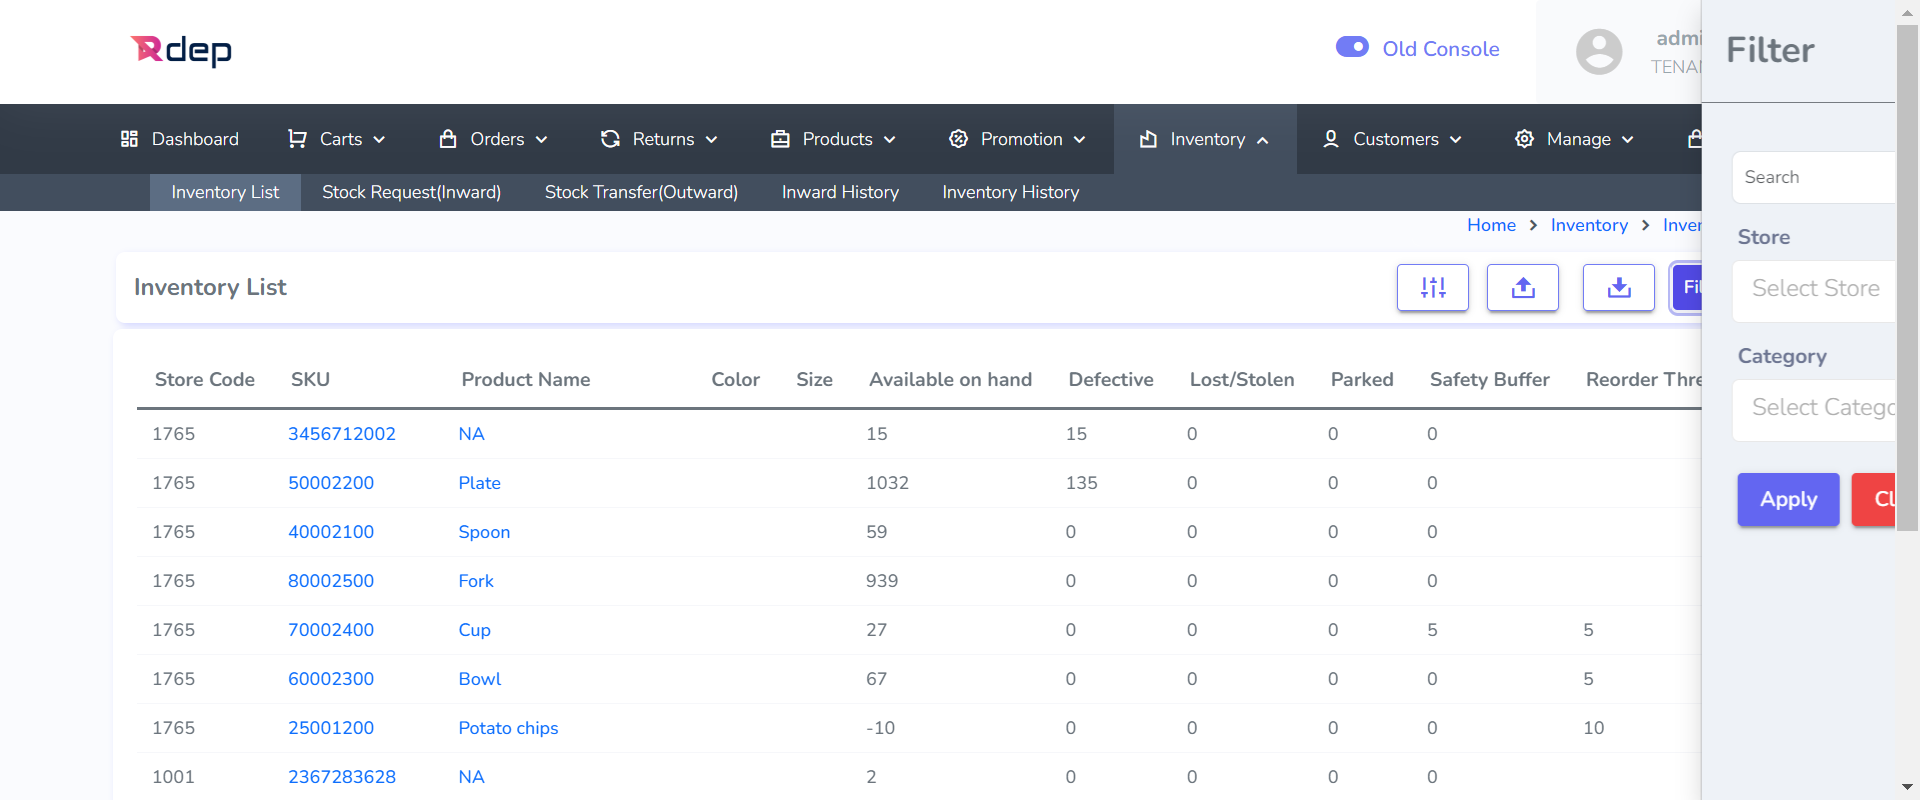 Rdep
Old Console
admi
TENAN
Filter
Dashboard
Carts
Orders
Returns
Products
Promotion
Inventory
Customers
Manage
Inventory List
Stock Request(Inward)
Stock Transfer(Outward)
Inward History
Inventory History
Home > Inventory > Inven
Inventory List
Fil
Search
Store
Select Store
Category
Select Catego
Apply
Cl
Store Code SKU Product Name Color Size Available on hand Defective Lost/Stolen Parked Safety Buffer Reorder Thre
1765 3456712002 NA 15 15 0 0 0
1765 50002200 Plate 1032 135 0 0 0
1765 40002100 Spoon 59 0 0 0 0
1765 80002500 Fork 939 0 0 0 0
1765 70002400 Cup 27 0 0 0 5 5
1765 60002300 Bowl 67 0 0 0 0 5
1765 25001200 Potato chips -10 0 0 0 0 10
1001 2367283628 NA 2 0 0 0 0